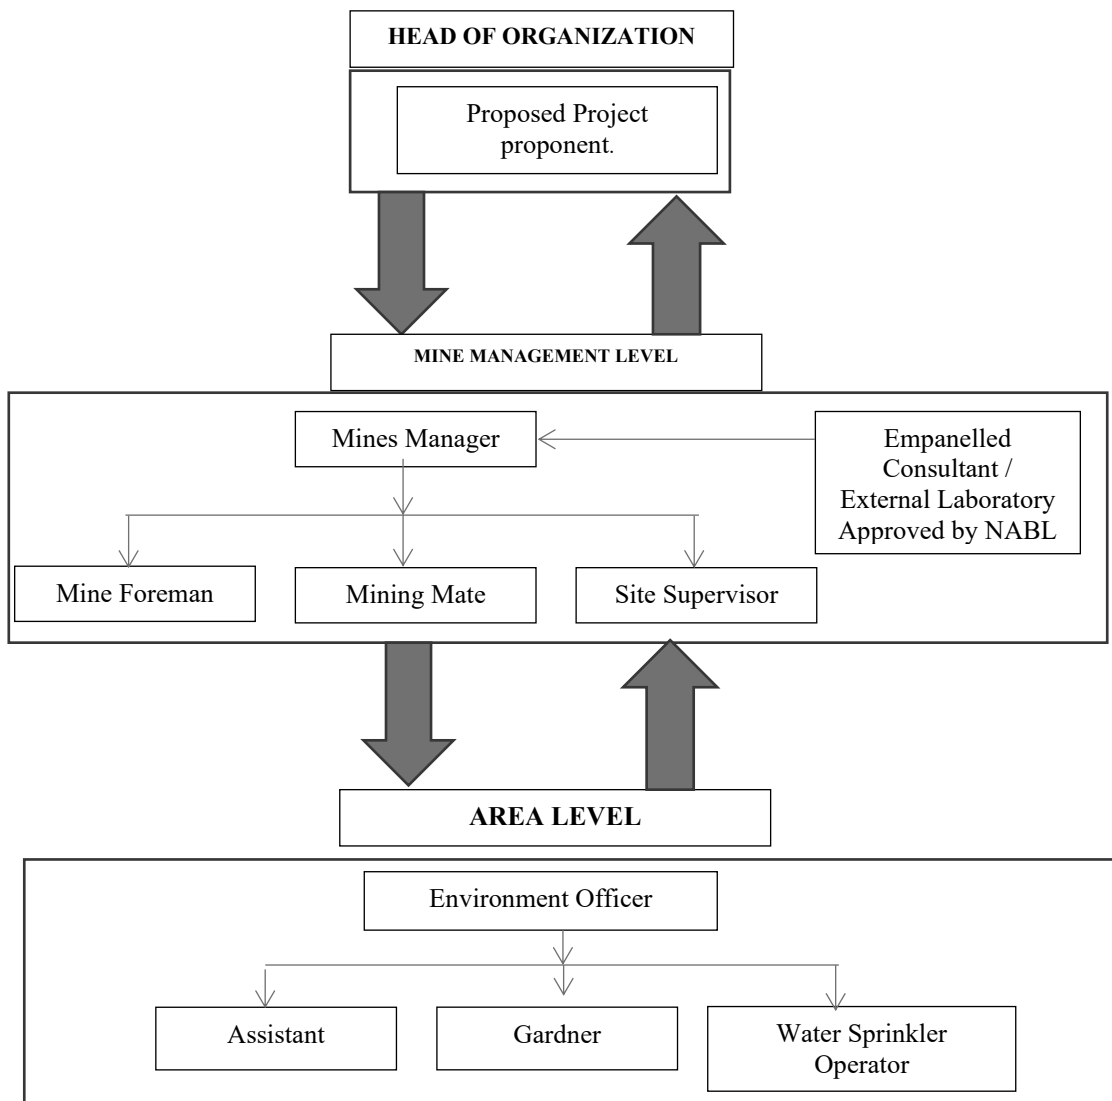 HEAD OF ORGANIZATION
Proposed Project
proponent.
MINE MANAGEMENT LEVEL
Mines Manager
Empanelled
Consultant /
External Laboratory
Approved by NABL
Mine Foreman
Mining Mate
Site Supervisor
AREA LEVEL
Environment Officer
Assistant
Gardner
Water Sprinkler
Operator